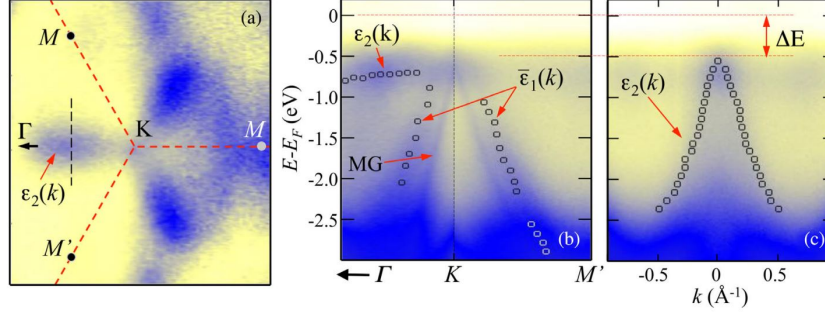 (a)
M
K
Γ
M
ε₂(k)
M'
0
-0.5
-1.0
-1.5
-2.0
-2.5
E-E_F (eV)
ε₂(k)
ε̅₁(k)
MG
(b)
Γ
K
M'
ΔE
ε₂(k)
(c)
-0.5 0 0.5
k (Å⁻¹)